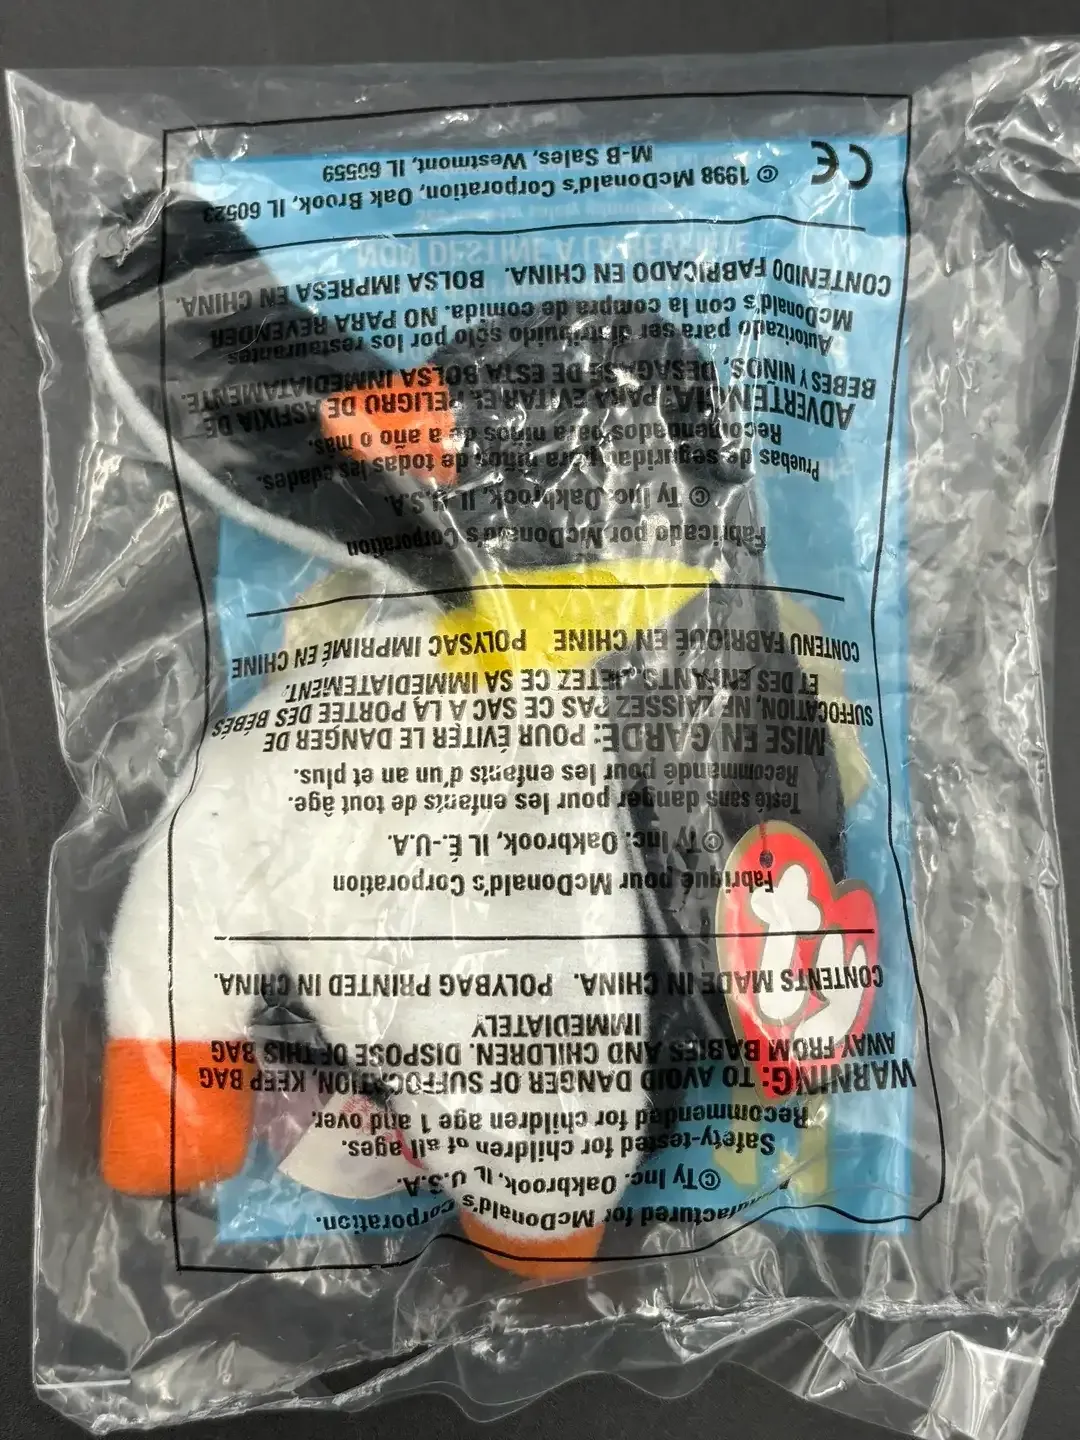 Manufactured for McDonald's Corporation.
©Ty Inc. Oakbrook, IL U.S.A.
Safety-tested for children of all ages.
Recommended for children age 1 and over.
WARNING: TO AVOID DANGER OF SUFFOCATION, KEEP BAG
AWAY FROM BABIES AND CHILDREN. DISPOSE OF THIS BAG
IMMEDIATELY
CONTENTS MADE IN CHINA. POLYBAG PRINTED IN CHINA.
Fabriqué pour McDonald's Corporation
©Ty Inc. Oakbrook, IL É.-U.A.
Testé sans danger pour les enfants de tout âge.
Recommandé pour les enfants d'un an et plus.
MISE EN GARDE: POUR ÉVITER LE DANGER DE
SUFFOCATION, NE LAISSEZ PAS CE SAC A LA PORTÉE DES BÉBÉS
ET DES ENFANTS. JETEZ CE SA IMMEDIATEMENT.
CONTENU FABRIQUÉ EN CHINE POLYSAC IMPRIMÉ EN CHINE
Fabricado por McDonald's Corporation
© Ty Inc. Oakbrook, IL U.S.A.
Pruebas de seguridad para niños de todas las edades.
Recomendados para niños de a año o más.
ADVERTENCIA: PARA EVITAR EL PELIGRO DE ASFIXIA DE
BEBES Y NINOS, DESAGASE DE ESTA BOLSA INMEDIATAMENTE.
Autorizado para ser distribuido sólo por los restaurantes
McDonald's con la compra de comida. NO PARA REVENDER
CONTENIDO FABRICADO EN CHINA. BOLSA IMPRESA EN CHINA.
© 1998 McDonald's Corporation, Oak Brook, IL 60523
M-B Sales, Westmont, IL 60559
CE
NON DESTINÉ A LA REVENTE
ty